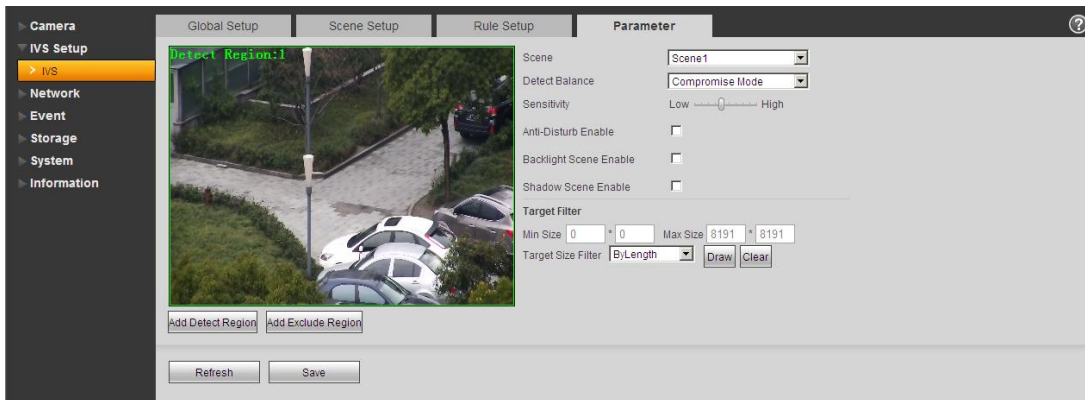 Camera
IVS Setup
> IVS
Network
Event
Storage
System
Information
Global Setup
Scene Setup
Rule Setup
Parameter
?
Detect Region:1
Scene
Scene1
Detect Balance
Compromise Mode
Sensitivity
Low
High
Anti-Disturb Enable
Backlight Scene Enable
Shadow Scene Enable
Target Filter
Min Size 0 * 0 Max Size 8191 * 8191
Target Size Filter ByLength Draw Clear
Add Detect Region Add Exclude Region
Refresh Save